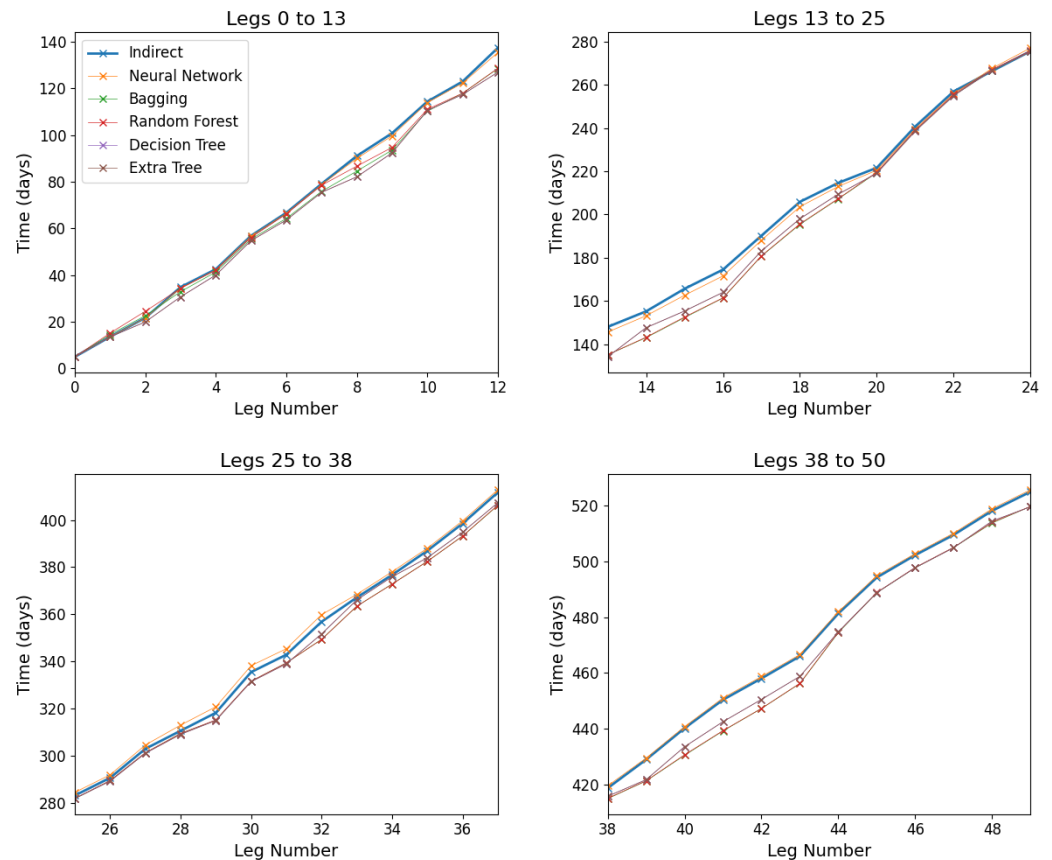 Legs 0 to 13
Time (days)
140
120
100
80
60
40
20
0
Indirect
Neural Network
Bagging
Random Forest
Decision Tree
Extra Tree
0 2 4 6 8 10 12
Leg Number
Legs 13 to 25
Time (days)
280
260
240
220
200
180
160
140
14 16 18 20 22 24
Leg Number
Legs 25 to 38
Time (days)
400
380
360
340
320
300
280
26 28 30 32 34 36
Leg Number
Legs 38 to 50
Time (days)
520
500
480
460
440
420
38 40 42 44 46 48
Leg Number